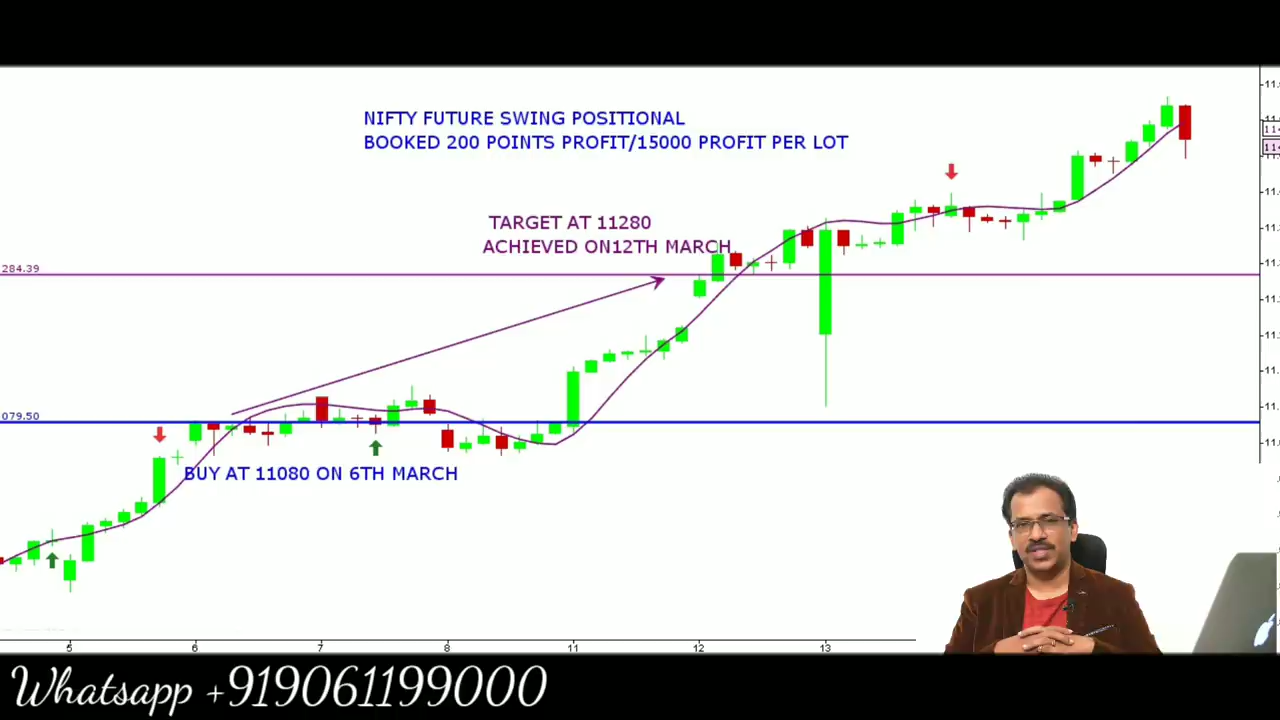 NIFTY FUTURE SWING POSITIONAL
BOOKED 200 POINTS PROFIT/15000 PROFIT PER LOT
TARGET AT 11280
ACHIEVED ON12TH MARCH
284.39
079.50
BUY AT 11080 ON 6TH MARCH
5 6 7 8 11 12 13
Whatsapp +919061199000